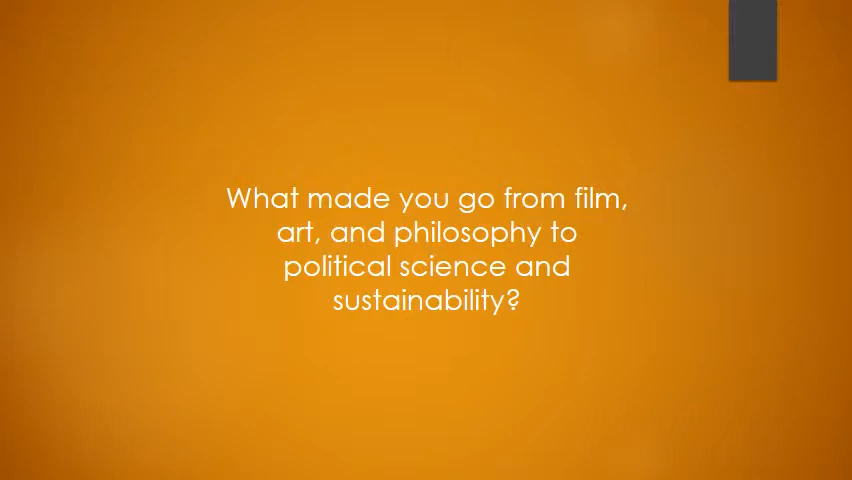 What made you go from film,
art, and philosophy to
political science and
sustainability?